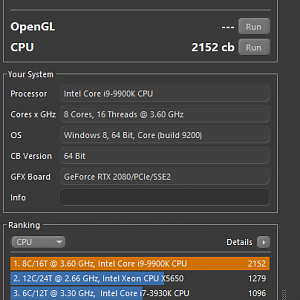 OpenGL --- Run
CPU 2152 cb Run
Your System
Processor Intel Core i9-9900K CPU
Cores x GHz 8 Cores, 16 Threads @ 3.60 GHz
OS Windows 8, 64 Bit, Core (build 9200)
CB Version 64 Bit
GFX Board GeForce RTX 2080/PCIe/SSE2
Info
Ranking
CPU Details
1. 8C/16T @ 3.60 GHz, Intel Core i9-9900K CPU 2152
2. 12C/24T @ 2.66 GHz, Intel Xeon CPU X5650 1279
3. 6C/12T @ 3.30 GHz, Intel Core i7-3930K CPU 1096